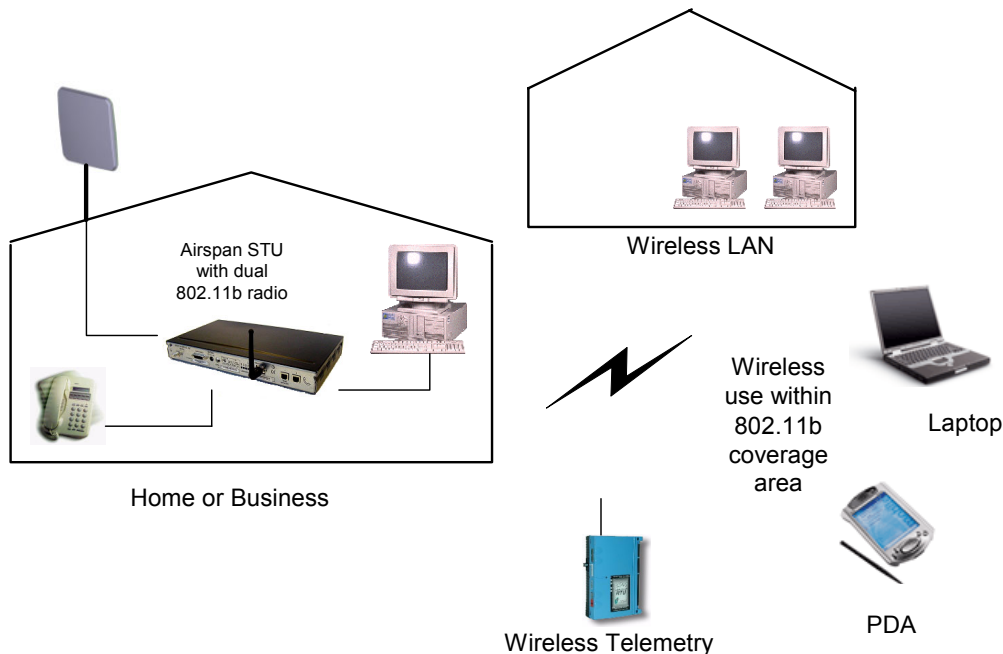 Airspan STU
with dual
802.11b radio
Home or Business
Wireless LAN
Wireless
use within
802.11b
coverage
area
Laptop
PDA
Wireless Telemetry